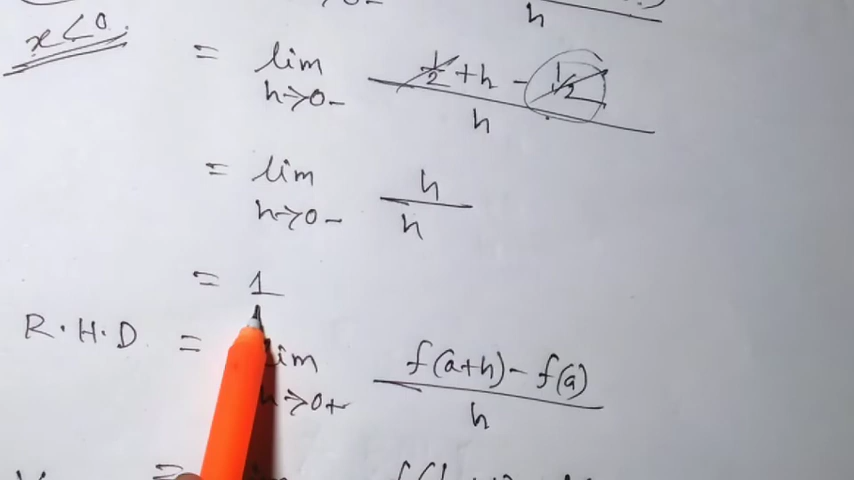 h
x<0
= lim h→0- (1/2 + h - 1/2) / h
= lim h→0- h/h
= 1
R.H.D = lim h→0+ (f(a+h) - f(a)) / h
=